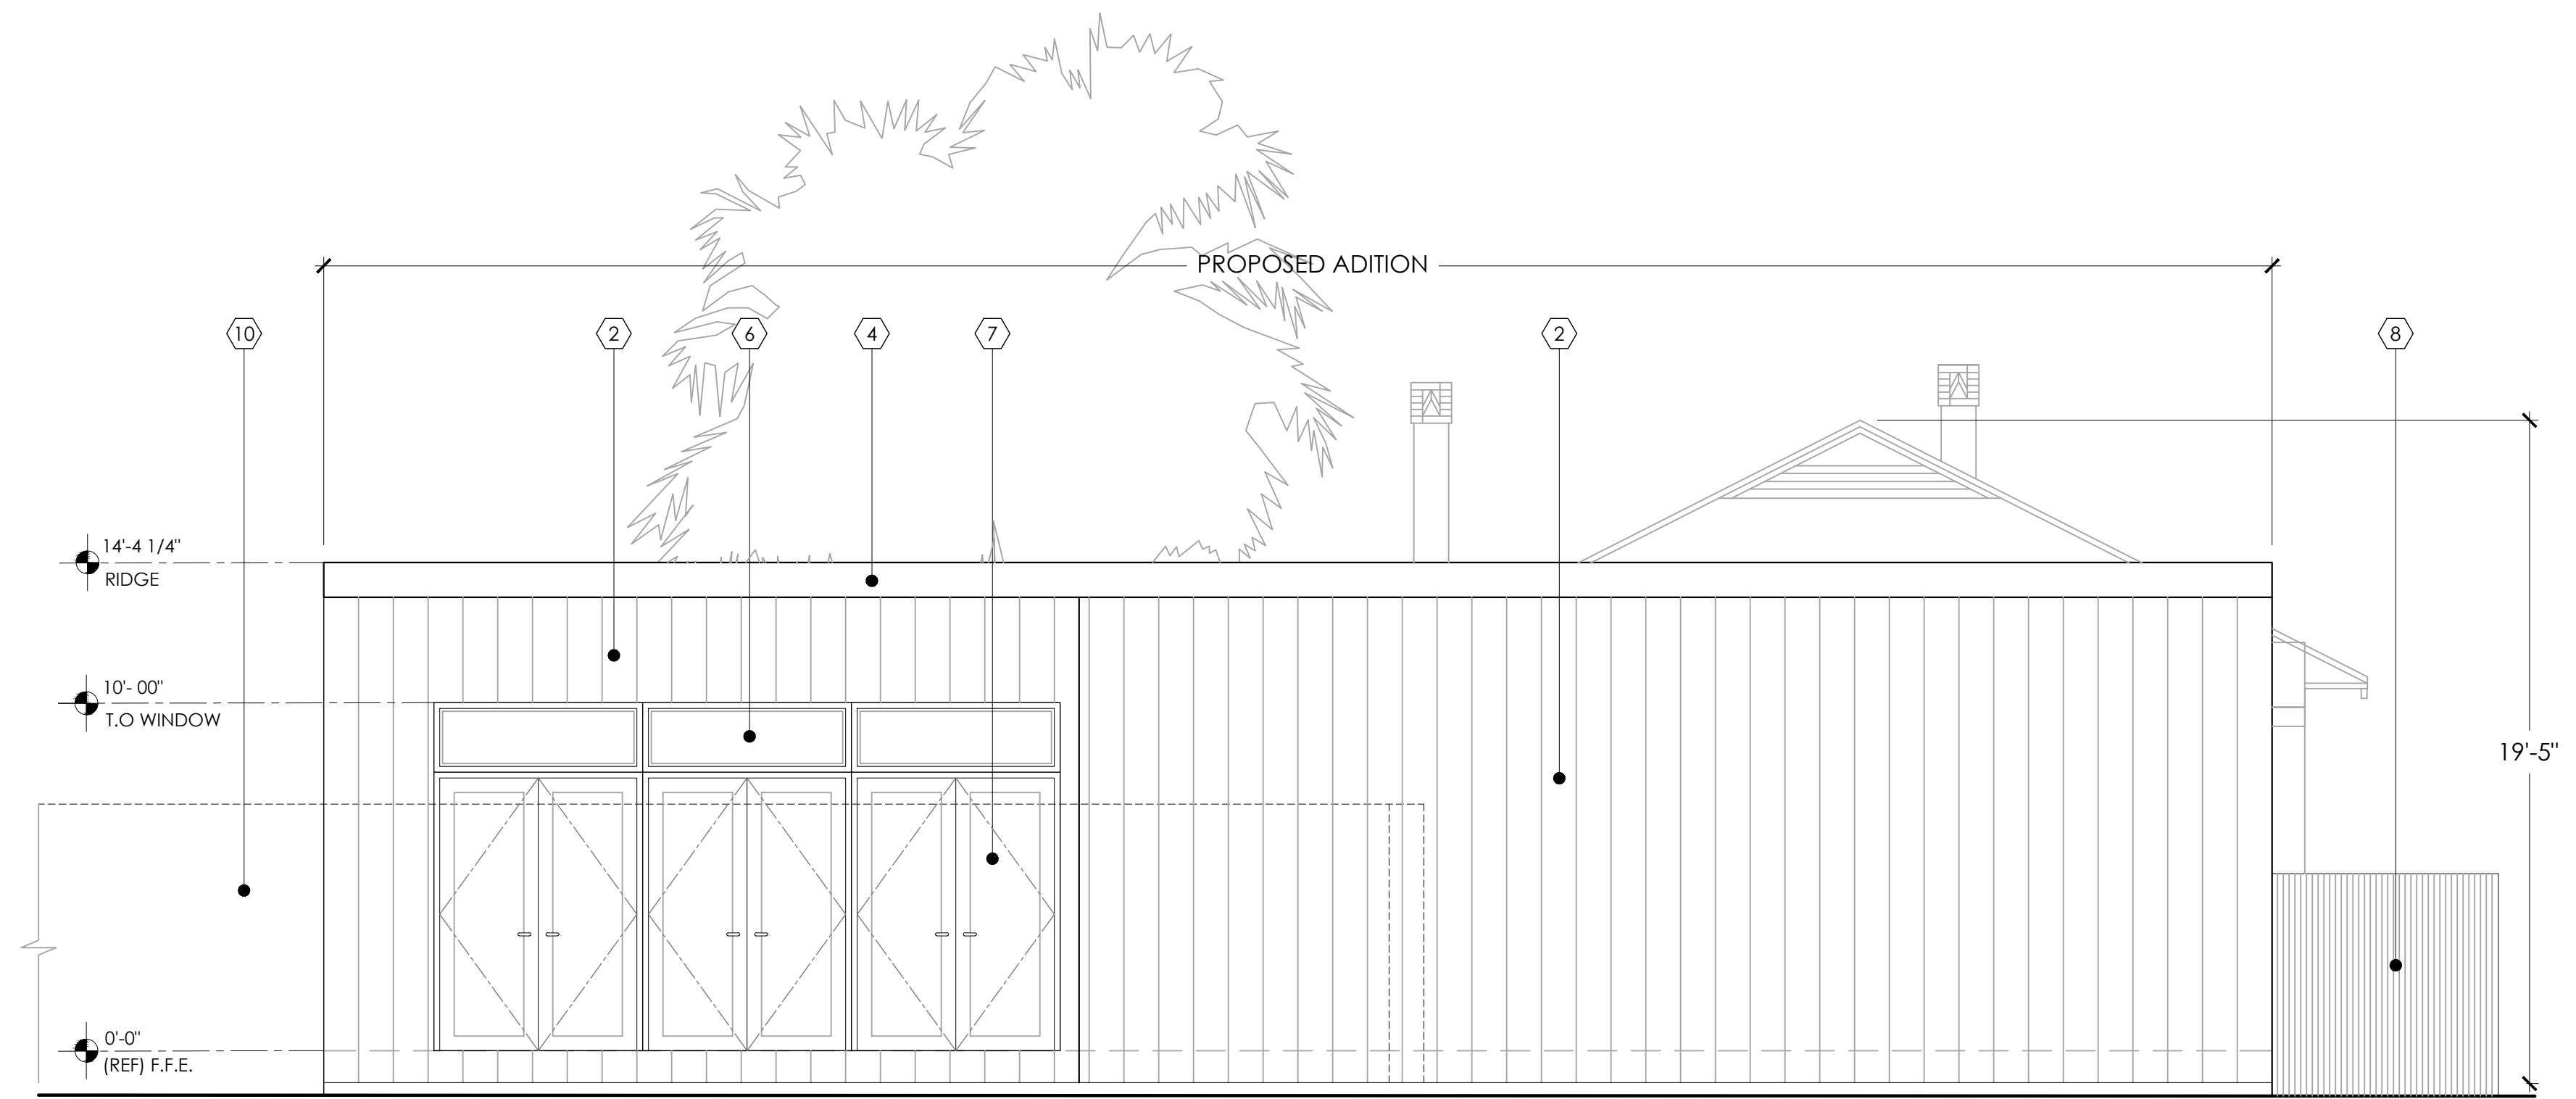 PROPOSED ADITION
10
2
6
4
7
2
8
14'-4 1/4"
RIDGE
10'- 00"
T.O WINDOW
19'-5"
0'-0"
(REF) F.F.E.